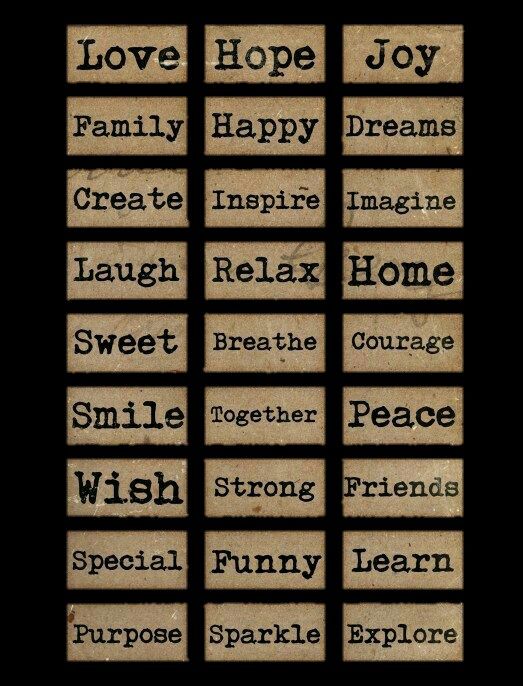 Love Hope Joy
Family Happy Dreams
Create Inspire Imagine
Laugh Relax Home
Sweet Breathe Courage
Smile Together Peace
Wish Strong Friends
Special Funny Learn
Purpose Sparkle Explore